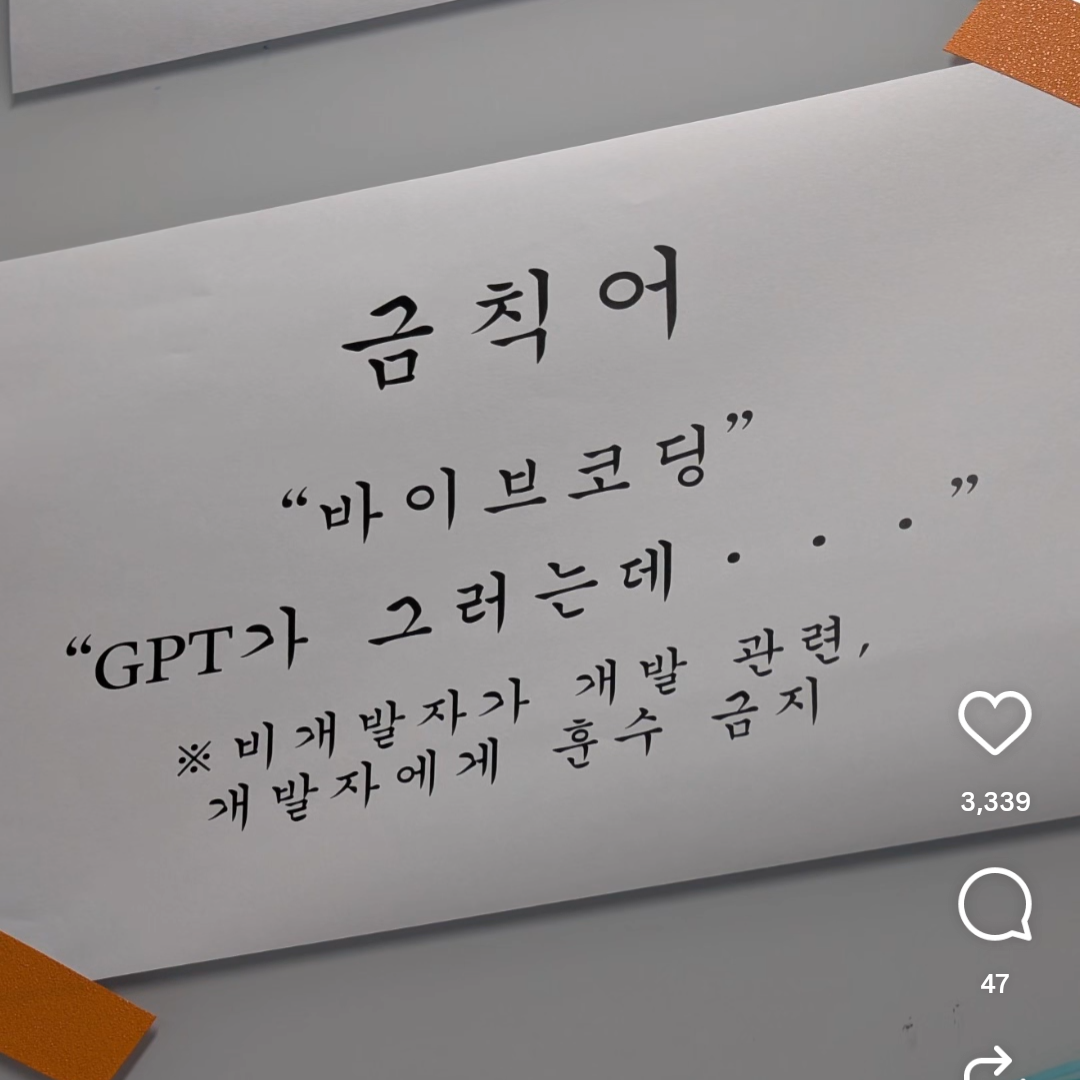 금칙어
“바이브코딩”
“GPT가 그러는데 · · ·”
※ 비개발자가 개발 관련,
개발자에게 훈수 금지
3,339
47